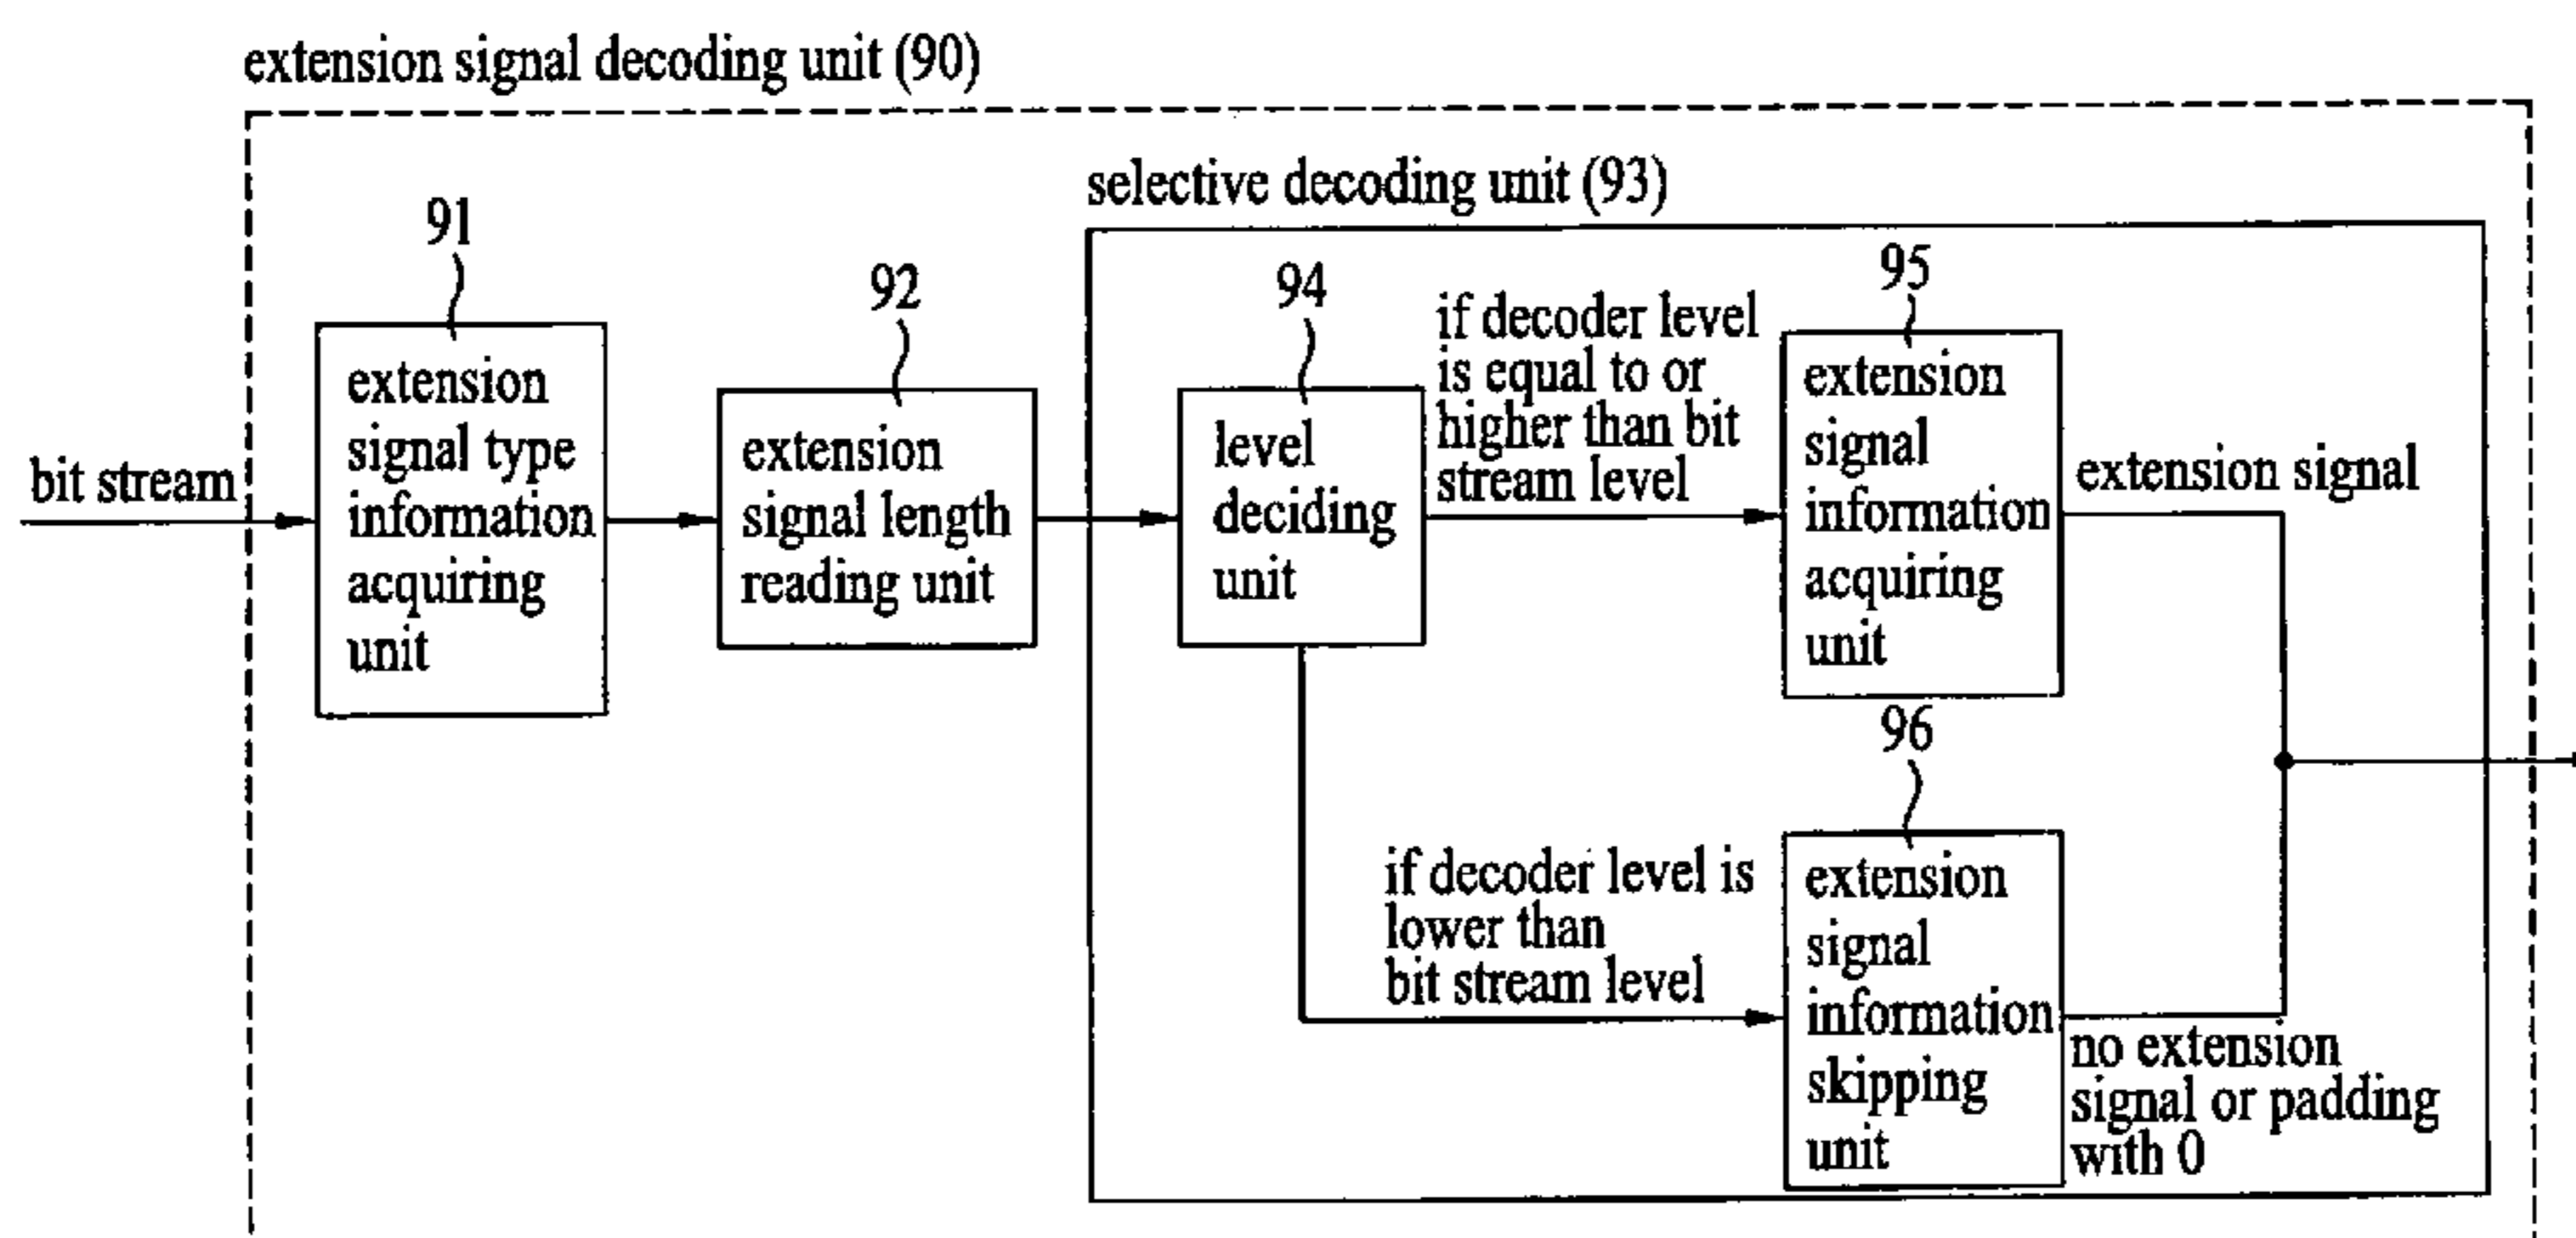 extension signal decoding unit (90)
selective decoding unit (93)
bit stream
91
extension
signal type
information
acquiring
unit
92
extension
signal length
reading unit
94
level
deciding
unit
if decoder level
is equal to or
higher than bit
stream level
95
extension
signal
information
acquiring
unit
extension signal
if decoder level is
lower than
bit stream level
96
extension
signal
information
skipping
unit
no extension
signal or padding
with 0